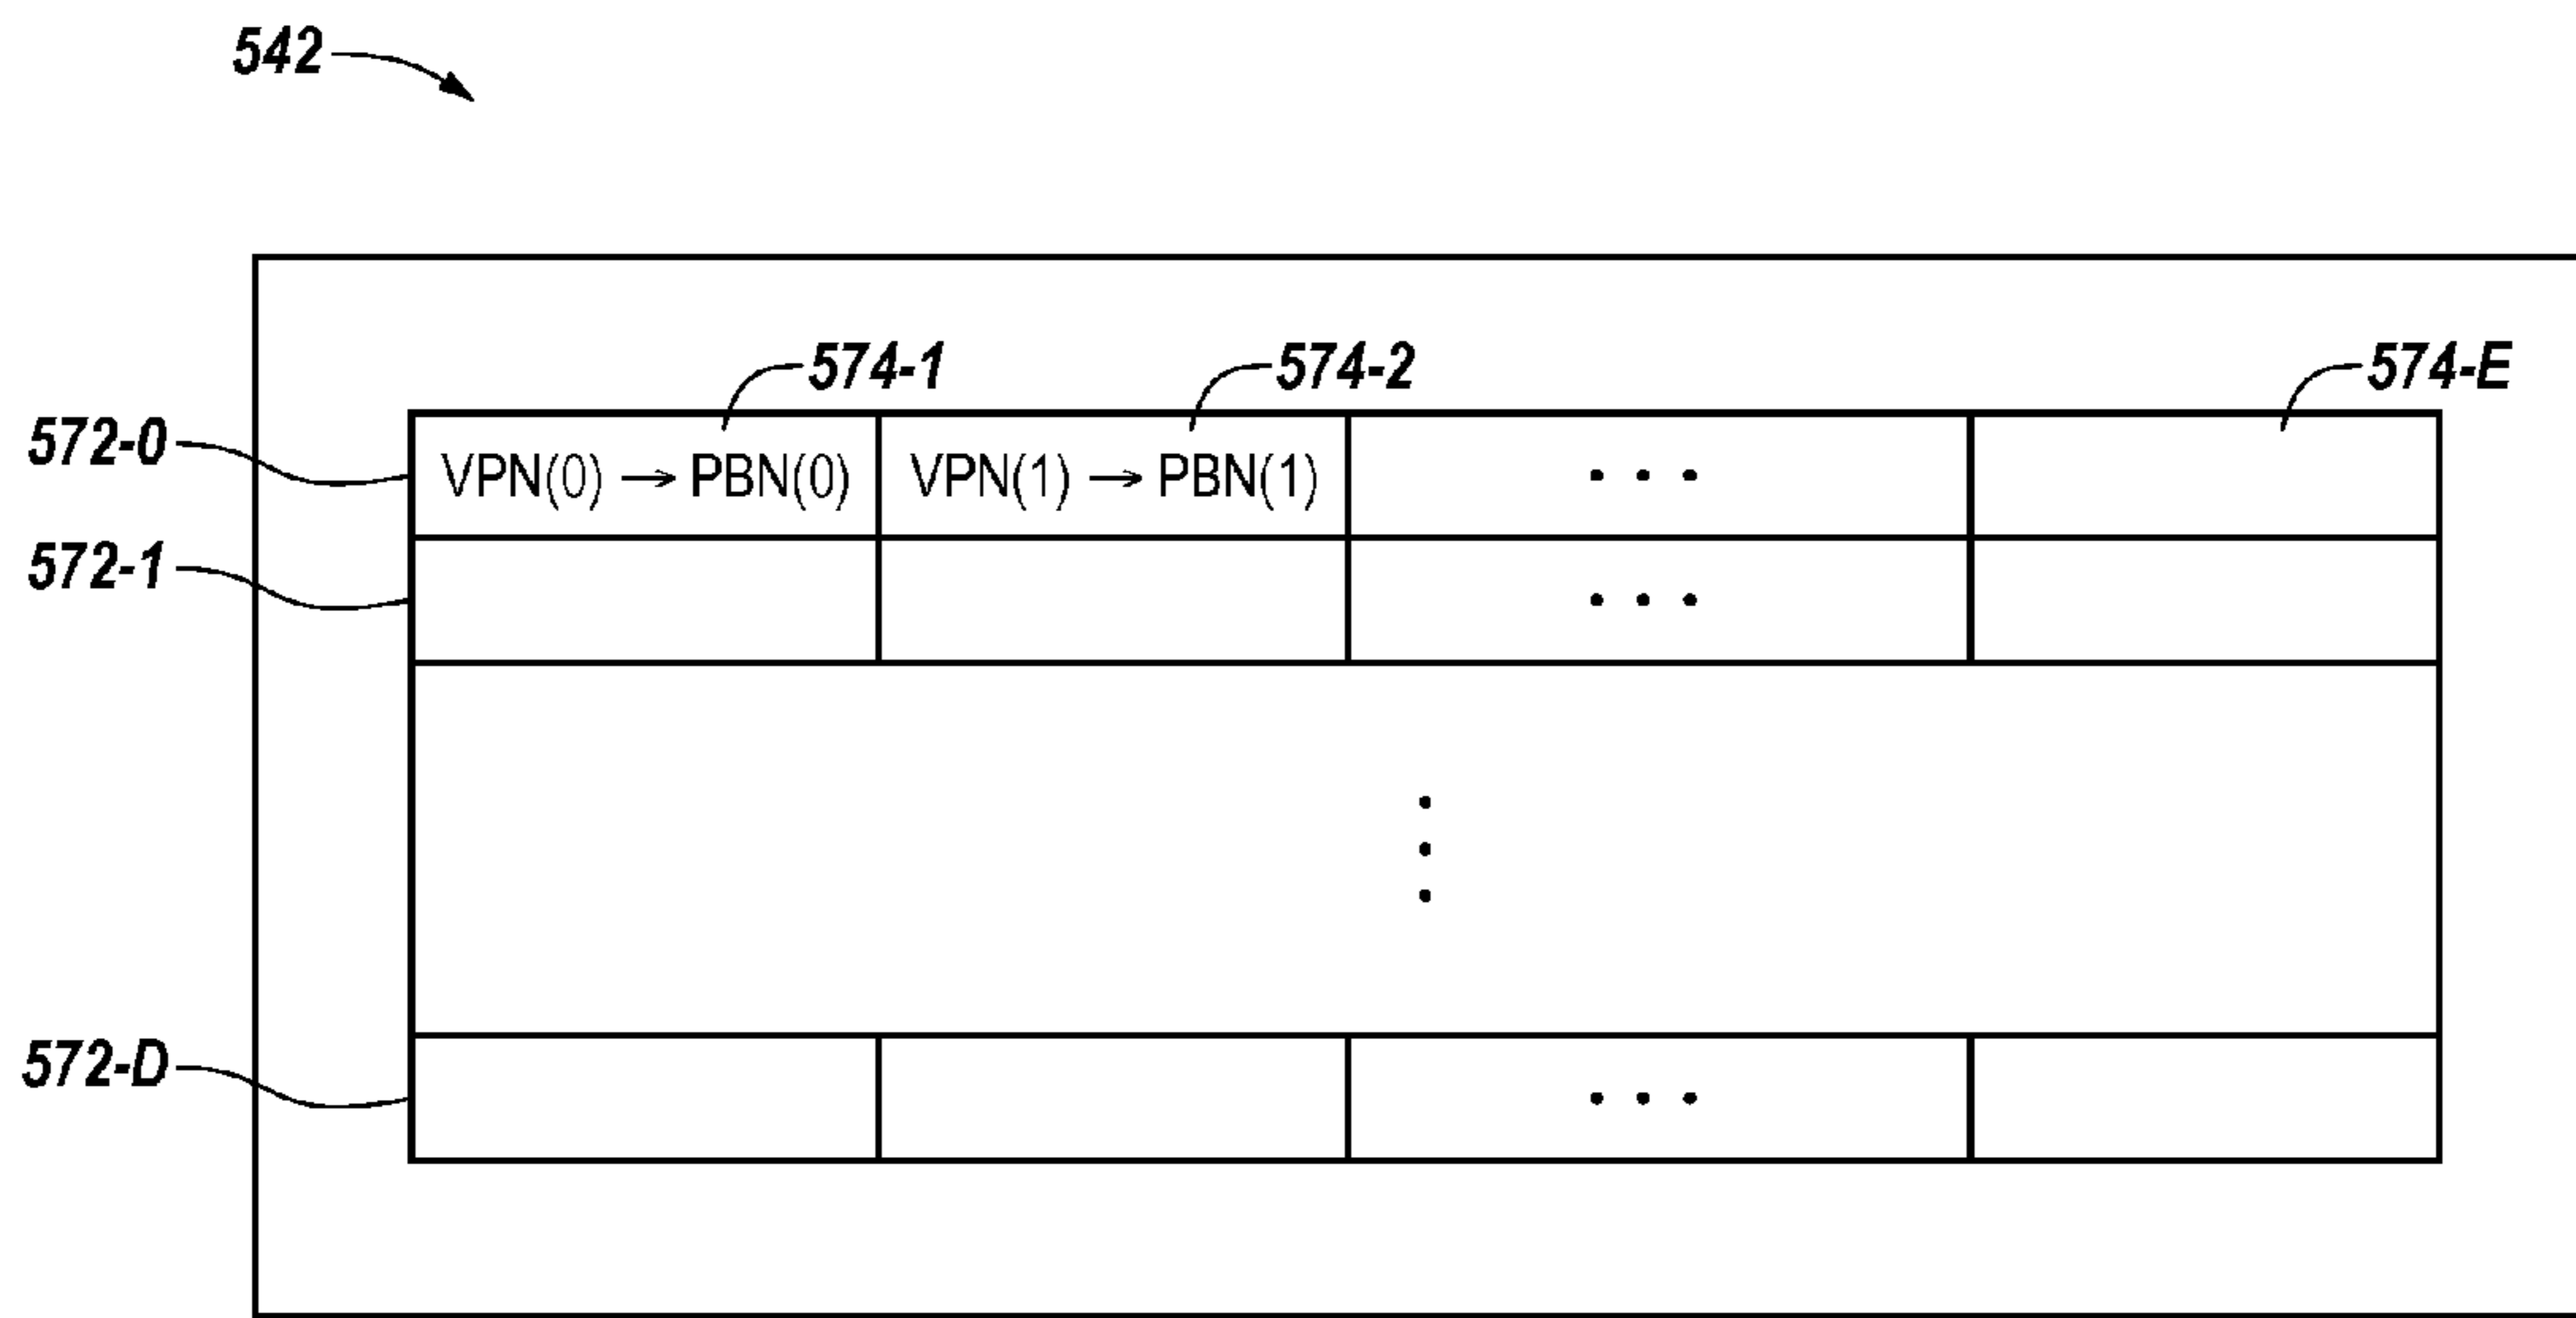 542
574-1 574-2 574-E
572-0 VPN(0) → PBN(0) VPN(1) → PBN(1) • • •
572-1 • • •
572-D • • •